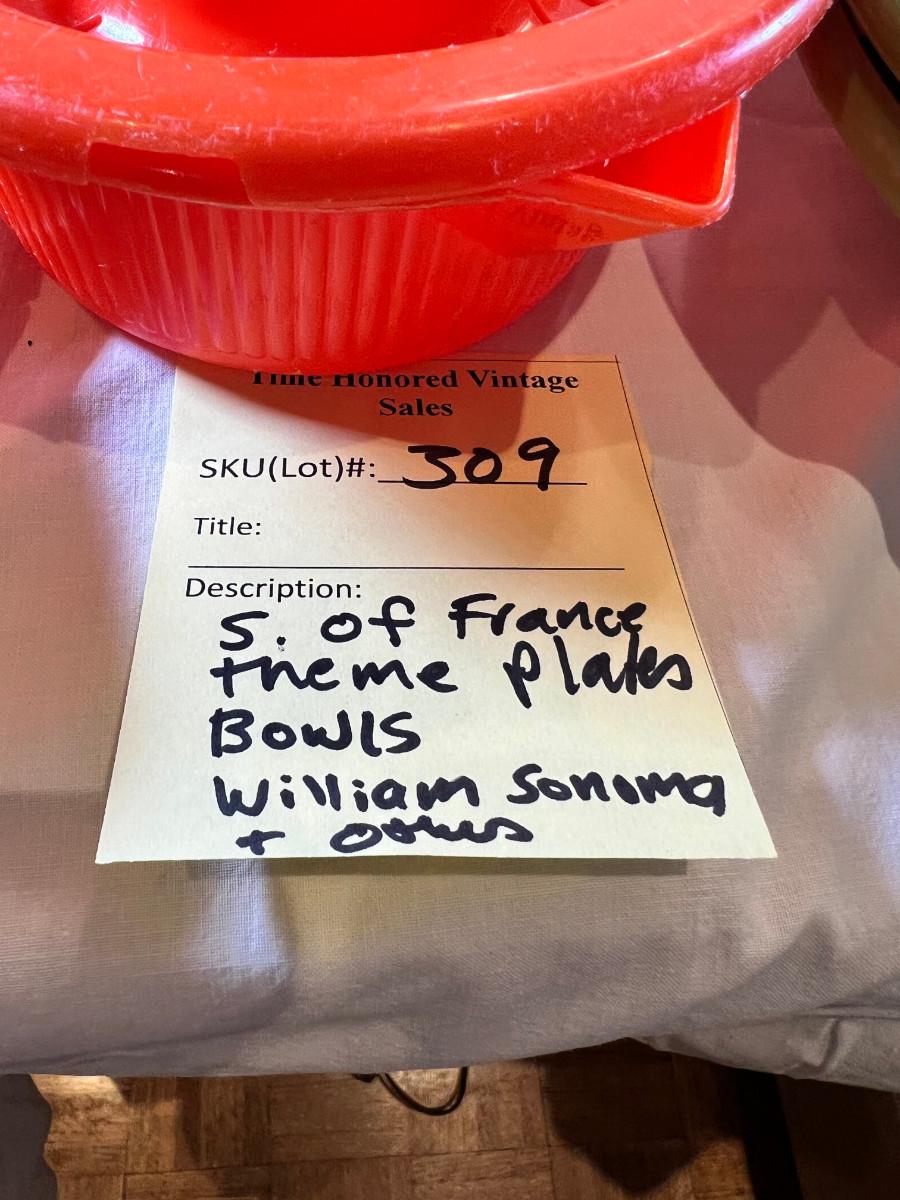 Time Honored Vintage
Sales
SKU(Lot)#: 309
Title:
Description:
S. of France
theme plates
Bowls
William Sonoma
+ others